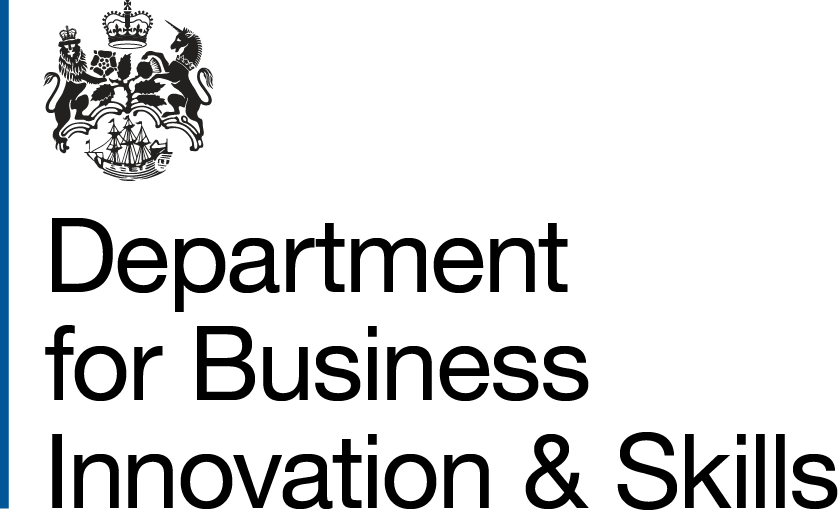 Department
for Business
Innovation & Skills